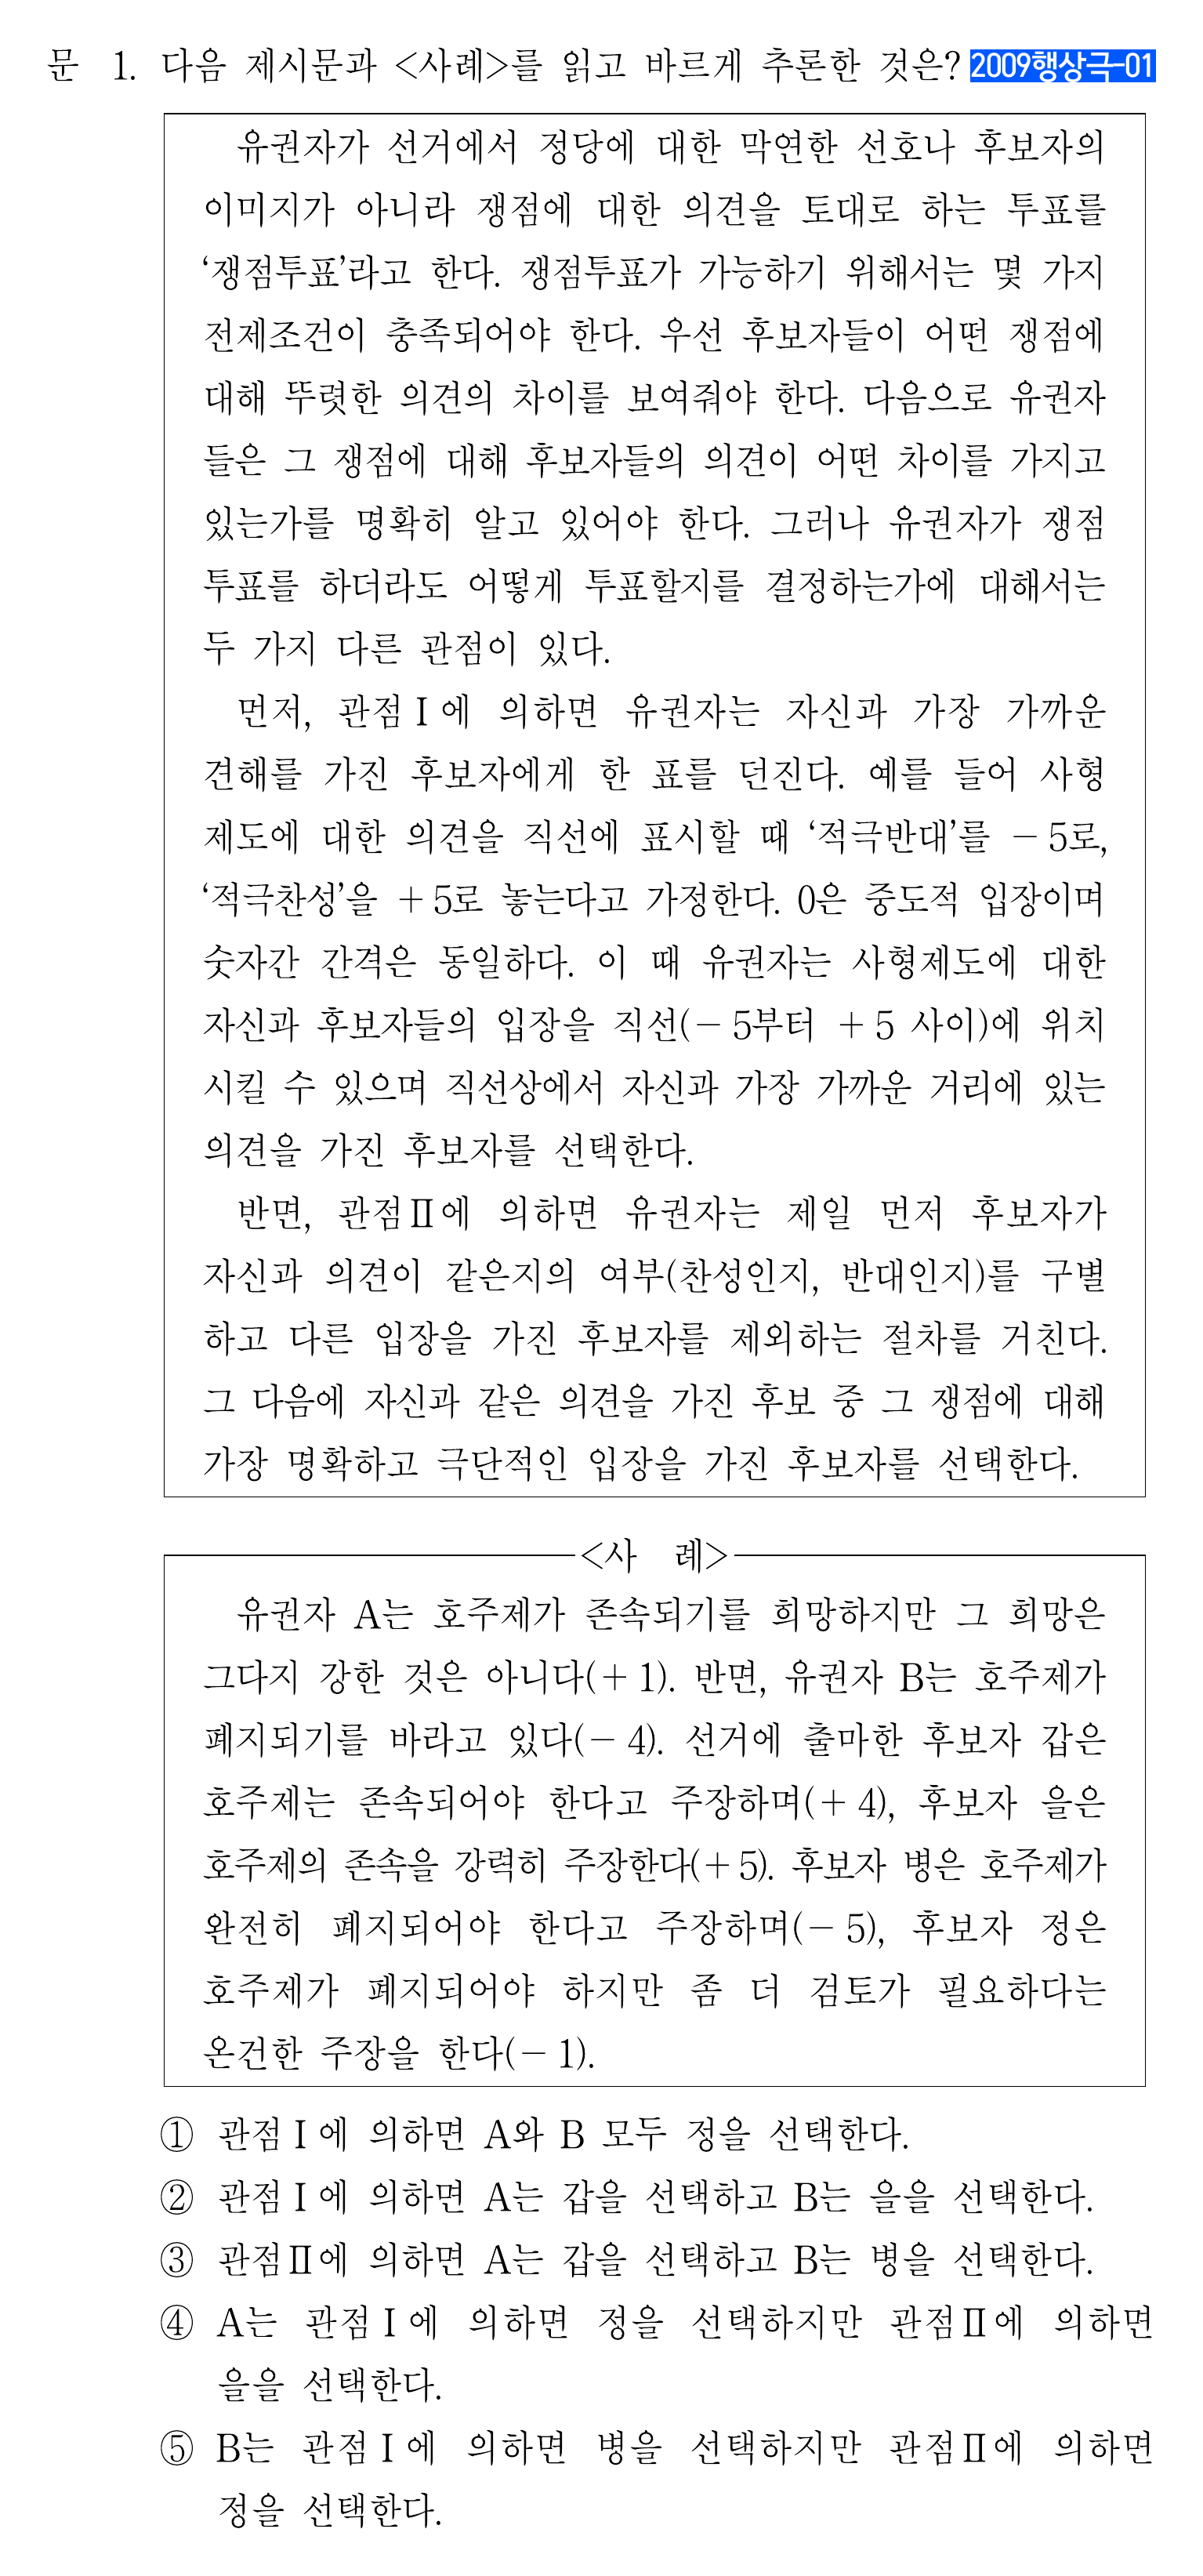 문 1. 다음 제시문과 <사례>를 읽고 바르게 추론한 것은? 2009행상극-01
유권자가 선거에서 정당에 대한 막연한 선호나 후보자의
이미지가 아니라 쟁점에 대한 의견을 토대로 하는 투표를
‘쟁점투표’라고 한다. 쟁점투표가 가능하기 위해서는 몇 가지
전제조건이 충족되어야 한다. 우선 후보자들이 어떤 쟁점에
대해 뚜렷한 의견의 차이를 보여줘야 한다. 다음으로 유권자
들은 그 쟁점에 대해 후보자들의 의견이 어떤 차이를 가지고
있는가를 명확히 알고 있어야 한다. 그러나 유권자가 쟁점
투표를 하더라도 어떻게 투표할지를 결정하는가에 대해서는
두 가지 다른 관점이 있다.
먼저, 관점Ⅰ에 의하면 유권자는 자신과 가장 가까운
견해를 가진 후보자에게 한 표를 던진다. 예를 들어 사형
제도에 대한 의견을 직선에 표시할 때 ‘적극반대’를 －5로,
‘적극찬성’을 ＋5로 놓는다고 가정한다. 0은 중도적 입장이며
숫자간 간격은 동일하다. 이 때 유권자는 사형제도에 대한
자신과 후보자들의 입장을 직선(－5부터 ＋5 사이)에 위치
시킬 수 있으며 직선상에서 자신과 가장 가까운 거리에 있는
의견을 가진 후보자를 선택한다.
반면, 관점Ⅱ에 의하면 유권자는 제일 먼저 후보자가
자신과 의견이 같은지의 여부(찬성인지, 반대인지)를 구별
하고 다른 입장을 가진 후보자를 제외하는 절차를 거친다.
그 다음에 자신과 같은 의견을 가진 후보 중 그 쟁점에 대해
가장 명확하고 극단적인 입장을 가진 후보자를 선택한다.
<사 례>
유권자 A는 호주제가 존속되기를 희망하지만 그 희망은
그다지 강한 것은 아니다(＋1). 반면, 유권자 B는 호주제가
폐지되기를 바라고 있다(－4). 선거에 출마한 후보자 갑은
호주제는 존속되어야 한다고 주장하며(＋4), 후보자 을은
호주제의 존속을 강력히 주장한다(＋5). 후보자 병은 호주제가
완전히 폐지되어야 한다고 주장하며(－5), 후보자 정은
호주제가 폐지되어야 하지만 좀 더 검토가 필요하다는
온건한 주장을 한다(－1).
① 관점Ⅰ에 의하면 A와 B 모두 정을 선택한다.
② 관점Ⅰ에 의하면 A는 갑을 선택하고 B는 을을 선택한다.
③ 관점Ⅱ에 의하면 A는 갑을 선택하고 B는 병을 선택한다.
④ A는 관점Ⅰ에 의하면 정을 선택하지만 관점Ⅱ에 의하면
을을 선택한다.
⑤ B는 관점Ⅰ에 의하면 병을 선택하지만 관점Ⅱ에 의하면
정을 선택한다.